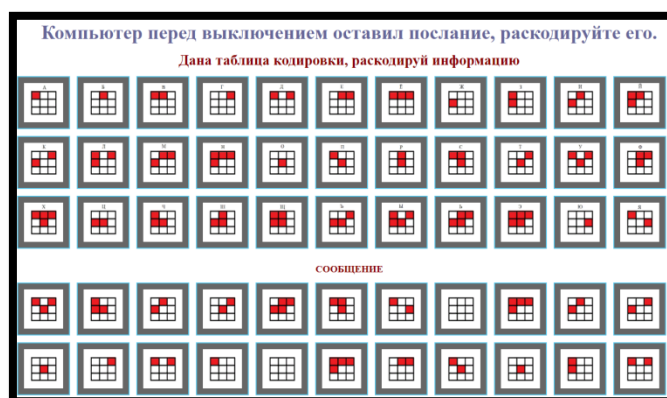 Компьютер перед выключением оставил послание, раскодируйте его.
Дана таблица кодировки, раскодируй информацию
А Б В Г Д Е Ё Ж З И Й
К Л М Н О П Р С Т У Ф
Х Ц Ч Ш Щ Ъ Ы Ь Э Ю Я
СООБЩЕНИЕ